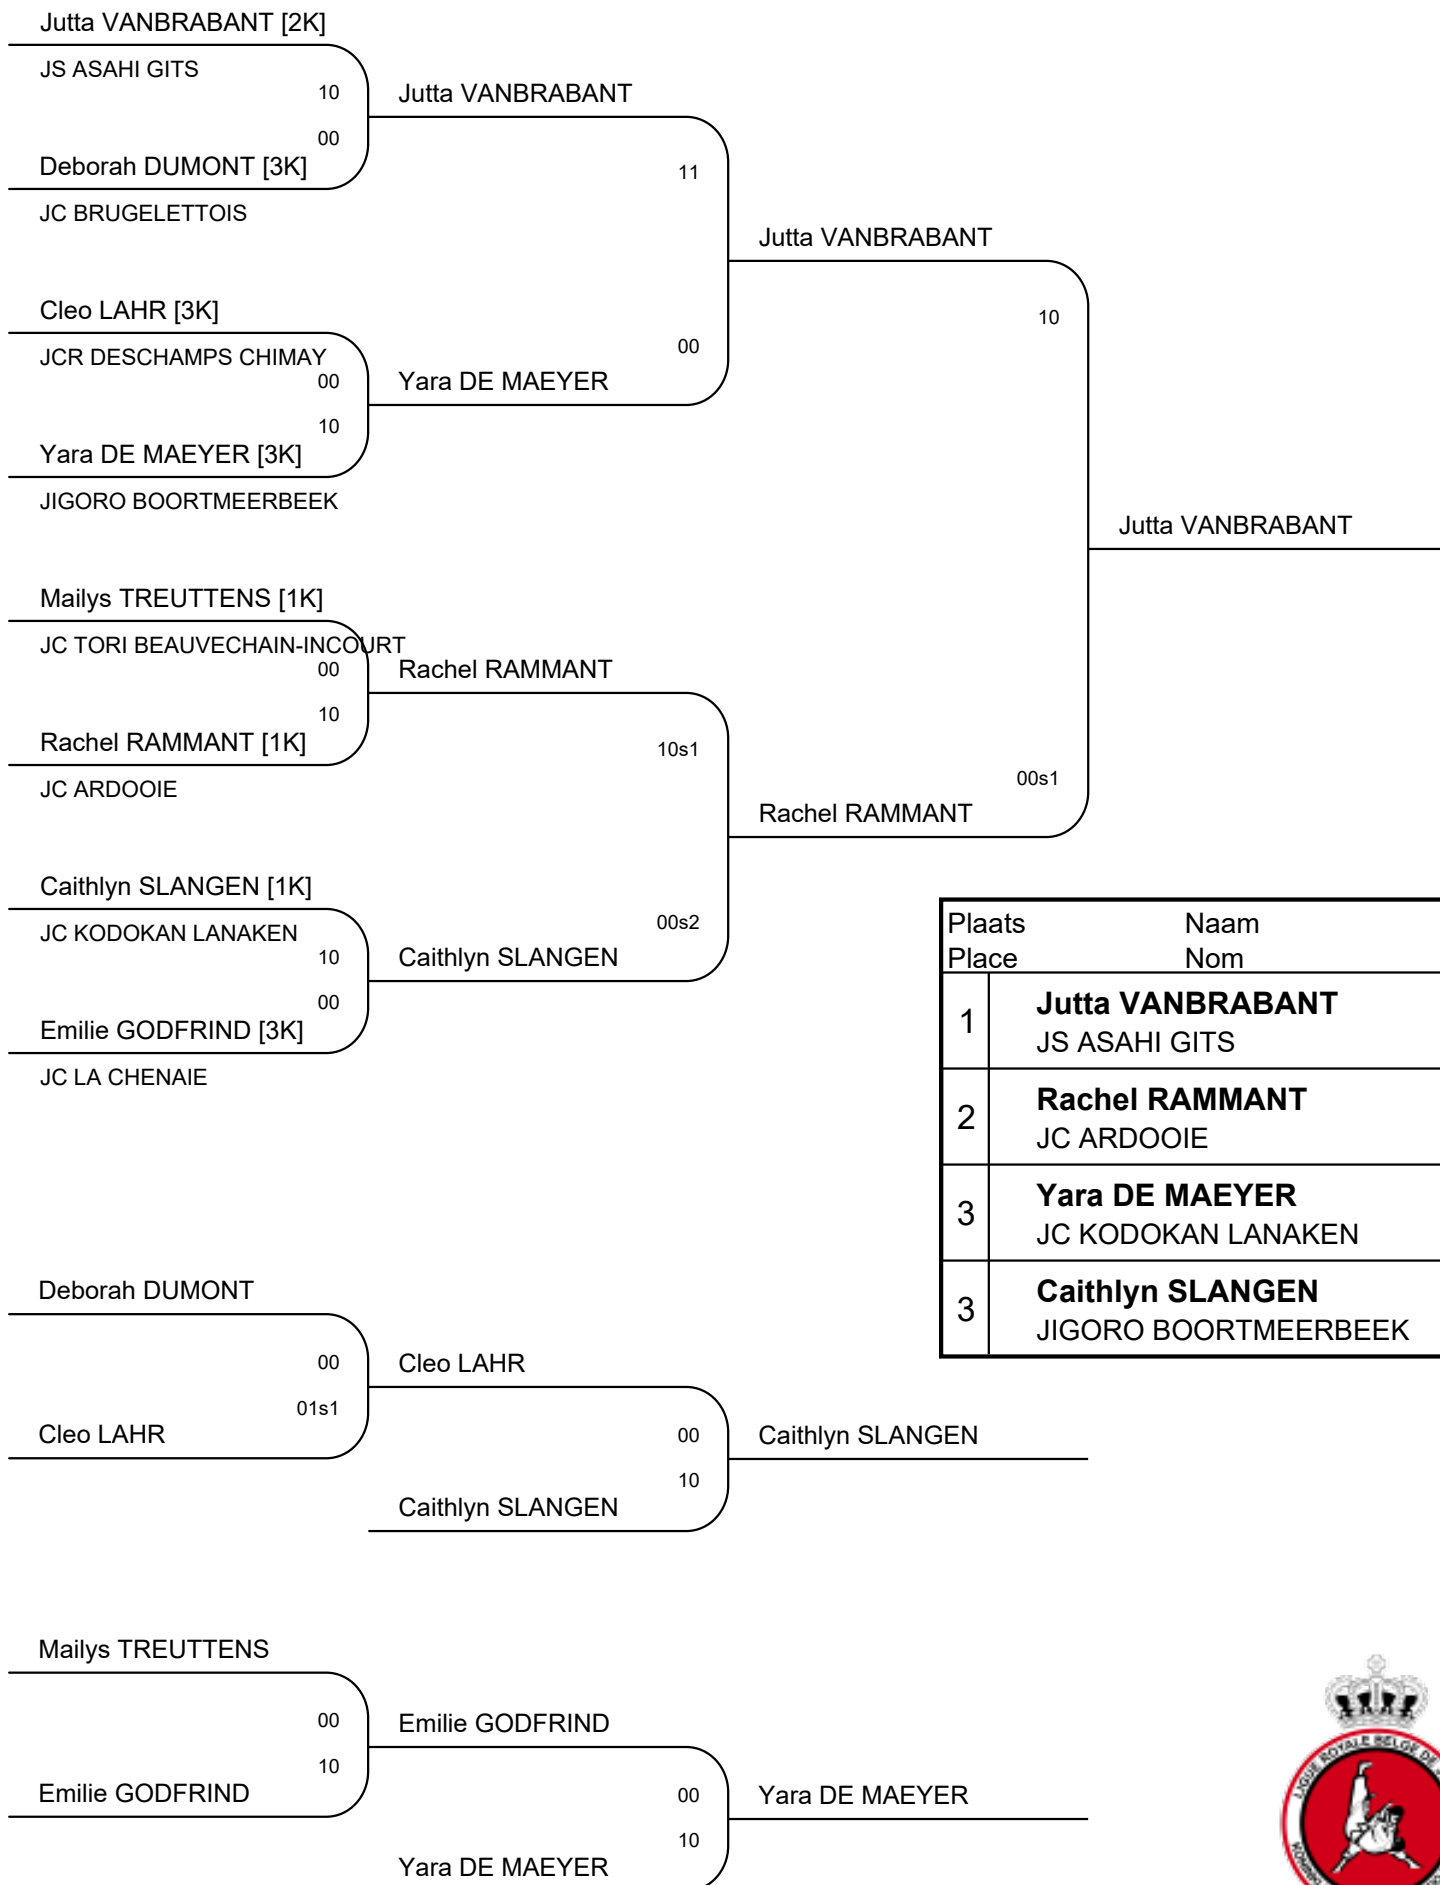 Jutta VANBRABANT [2K]
JS ASAHI GITS
10
00
Deborah DUMONT [3K]
JC BRUGELETTOIS
Jutta VANBRABANT
11
00
Cleo LAHR [3K]
JCR DESCHAMPS CHIMAY
00
10
Yara DE MAEYER [3K]
JIGORO BOORTMEERBEEK
Yara DE MAEYER
Jutta VANBRABANT
10
00s1
Jutta VANBRABANT
Mailys TREUTTENS [1K]
JC TORI BEAUVECHAIN-INCOURT
00
10
Rachel RAMMANT [1K]
JC ARDOOIE
Rachel RAMMANT
10s1
00s2
Rachel RAMMANT
Caithlyn SLANGEN [1K]
JC KODOKAN LANAKEN
10
00
Emilie GODFRIND [3K]
JC LA CHENAIE
Caithlyn SLANGEN
Plaats Naam
Place Nom
1 Jutta VANBRABANT
JS ASAHI GITS
2 Rachel RAMMANT
JC ARDOOIE
3 Yara DE MAEYER
JC KODOKAN LANAKEN
3 Caithlyn SLANGEN
JIGORO BOORTMEERBEEK
Deborah DUMONT
00
01s1
Cleo LAHR
Cleo LAHR
00
10
Caithlyn SLANGEN
Caithlyn SLANGEN
Mailys TREUTTENS
00
10
Emilie GODFRIND
Emilie GODFRIND
00
10
Yara DE MAEYER
Yara DE MAEYER
LIGUE ROYALE BELGE DE